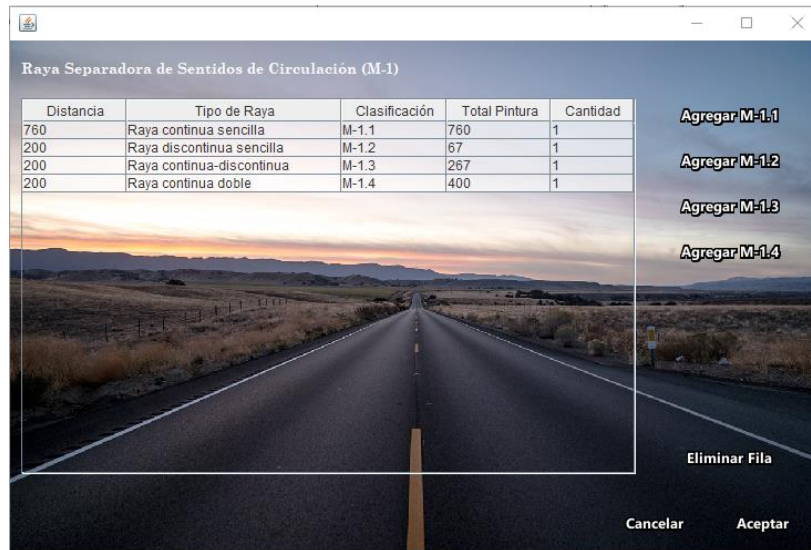 Raya Separadora de Sentidos de Circulación (M-1)
Distancia Tipo de Raya Clasificación Total Pintura Cantidad
760 Raya continua sencilla M-1.1 760 1
200 Raya discontinua sencilla M-1.2 67 1
200 Raya continua-discontinua M-1.3 267 1
200 Raya continua doble M-1.4 400 1
Agregar M-1.1
Agregar M-1.2
Agregar M-1.3
Agregar M-1.4
Eliminar Fila
Cancelar Aceptar